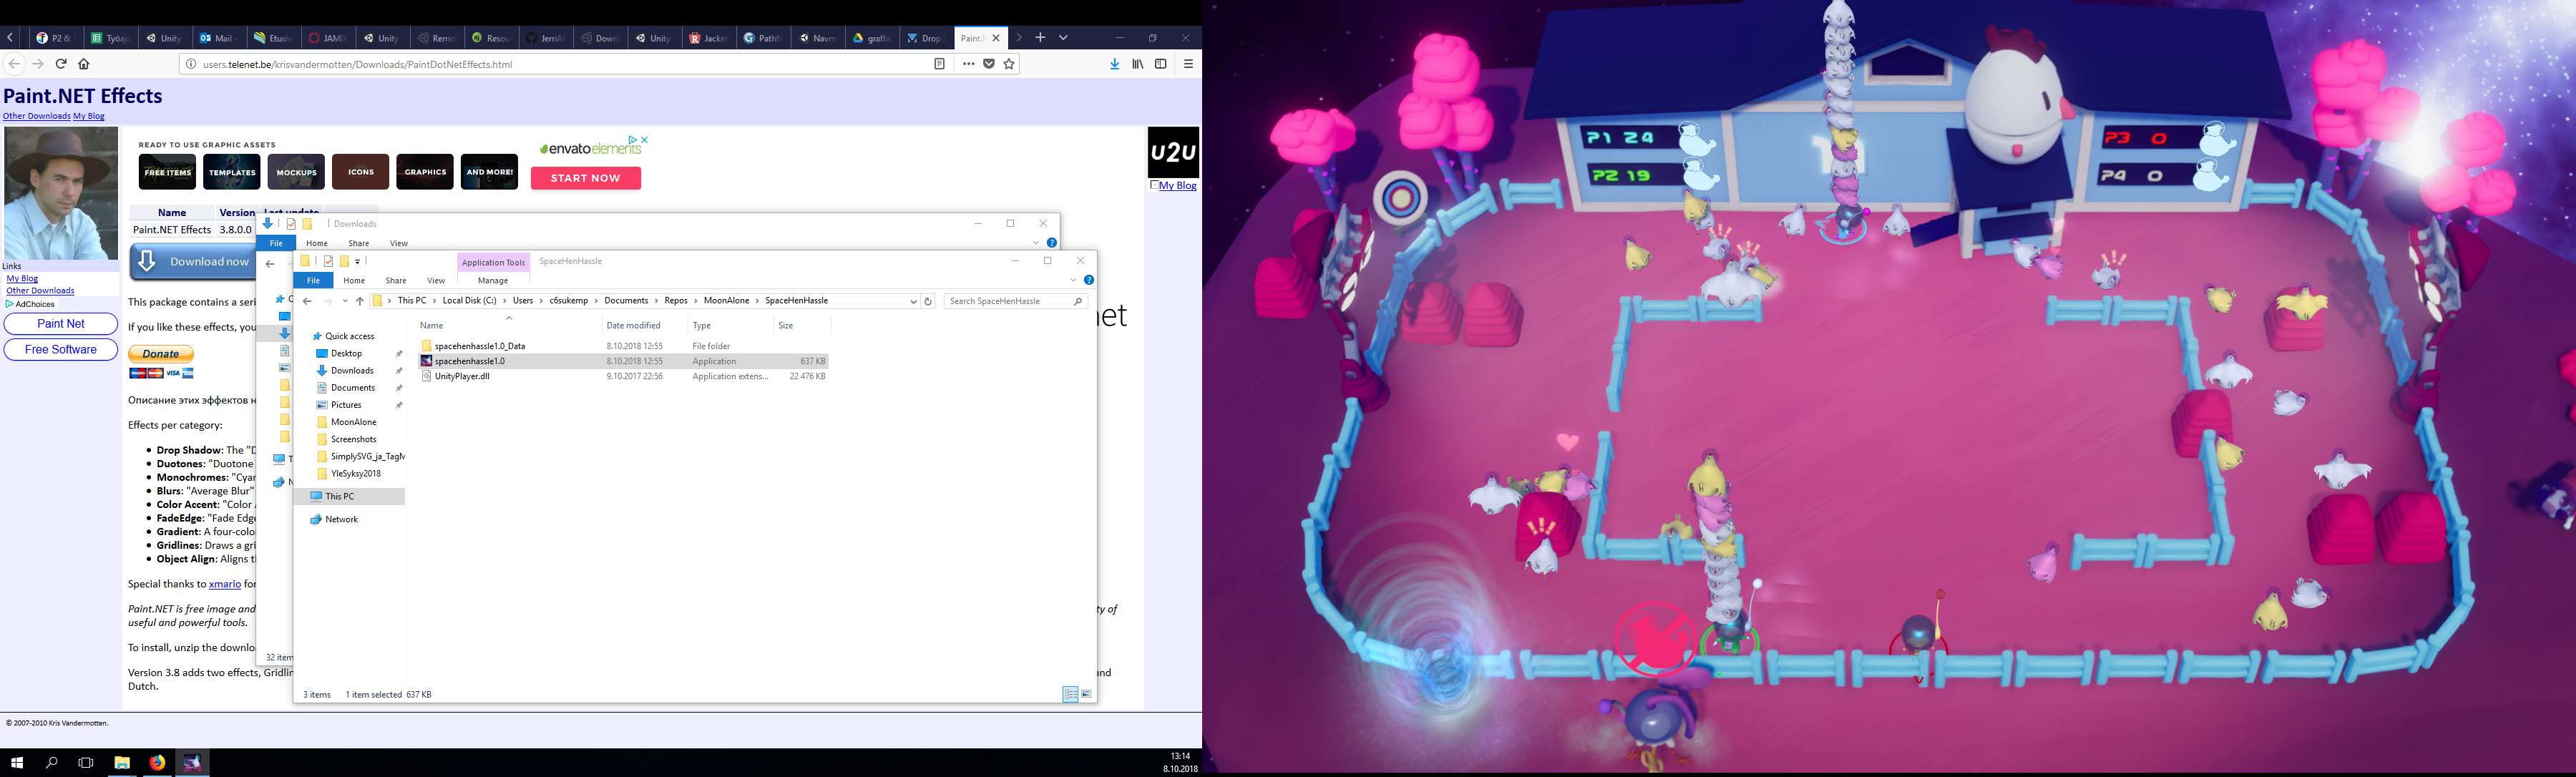 P2 &
Työaj
Unity
Mail -
Etusiv
JAMIX
Unity
Remo
Resou
JerriAl
Down
Unity
Jacket
Pathfi
Navm
graffa
Drop S
Paint.N
users.telenet.be/krisvandermotten/Downloads/PaintDotNetEffects.html
Paint.NET Effects
Other Downloads My Blog
READY TO USE GRAPHIC ASSETS
envatoelements
FREE ITEMS
TEMPLATES
MOCKUPS
ICONS
GRAPHICS
AND MORE!
START NOW
U2U
My Blog
Name Version Last update
Paint.NET Effects 3.8.0.0
Download now
Links
My Blog
Other Downloads
AdChoices
Paint Net
Free Software
This package contains a seri
If you like these effects, you
Donate
VISA
Описание этих эффектов н
Effects per category:
Drop Shadow: The "D
Duotones: "Duotone
Monochromes: "Cyan
Blurs: "Average Blur"
Color Accent: "Color
FadeEdge: "Fade Edge
Gradient: A four-colo
Gridlines: Draws a gri
Object Align: Aligns th
Special thanks to xmario for
Paint.NET is free image and
ty of
useful and powerful tools.
To install, unzip the downlo
Version 3.8 adds two effects, Gridlin
and
Dutch.
© 2007-2010 Kris Vandermotten.
et
Downloads
File Home Share View
32 item
Application Tools
SpaceHenHassle
File Home Share View Manage
This PC > Local Disk (C:) > Users > c6sukemp > Documents > Repos > MoonAlone > SpaceHenHassle
Search SpaceHenHassle
Name Date modified Type Size
spacehenhassle1.0_Data 8.10.2018 12:55 File folder
spacehenhassle1.0 8.10.2018 12:55 Application 637 KB
UnityPlayer.dll 9.10.2017 22:56 Application extens... 22 476 KB
Quick access
Desktop
Downloads
Documents
Pictures
MoonAlone
Screenshots
SimplySVG_ja_TagM
YleSyksy2018
This PC
Network
3 items 1 item selected 637 KB
13:14
8.10.2018
P1 24
P2 19
P3 0
P4 0